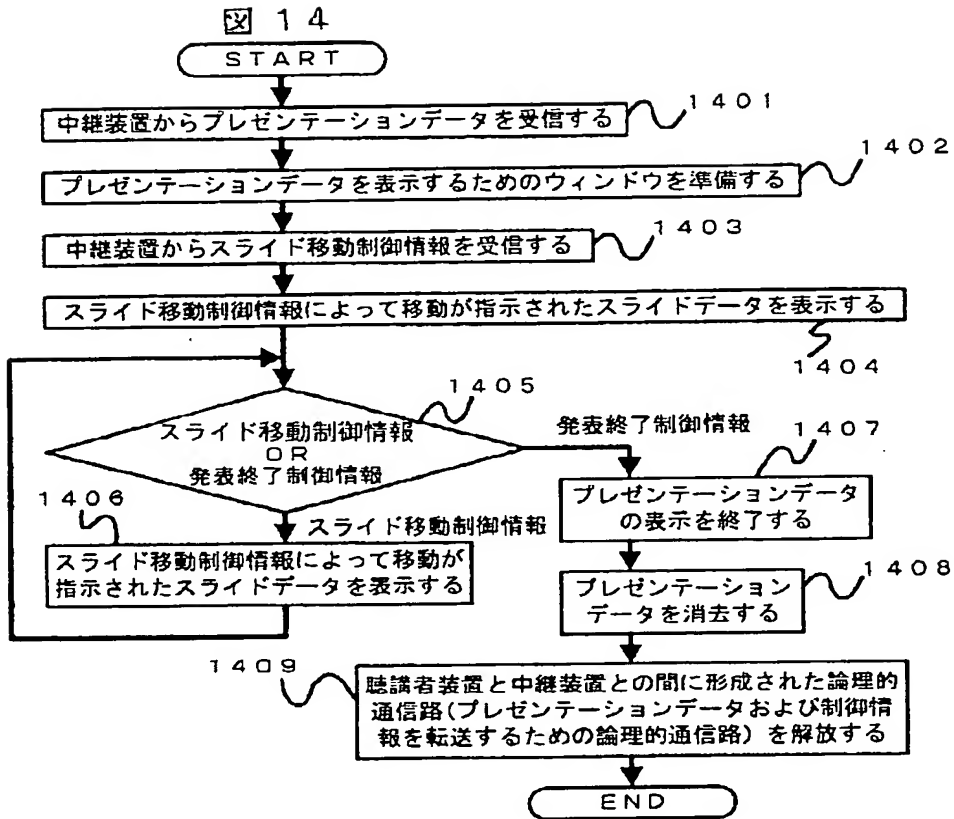 図 14
START
中継装置からプレゼンテーションデータを受信する
1401
プレゼンテーションデータを表示するためのウィンドウを準備する
1402
中継装置からスライド移動制御情報を受信する
1403
スライド移動制御情報によって移動が指示されたスライドデータを表示する
1404
1405
スライド移動制御情報
OR
発表終了制御情報
発表終了制御情報
1407
プレゼンテーションデータ
の表示を終了する
1406
スライド移動制御情報
スライド移動制御情報によって移動が
指示されたスライドデータを表示する
1408
プレゼンテーション
データを消去する
1409
聴講者装置と中継装置との間に形成された論理的
通信路(プレゼンテーションデータおよび制御情
報を転送するための論理的通信路)を解放する
END